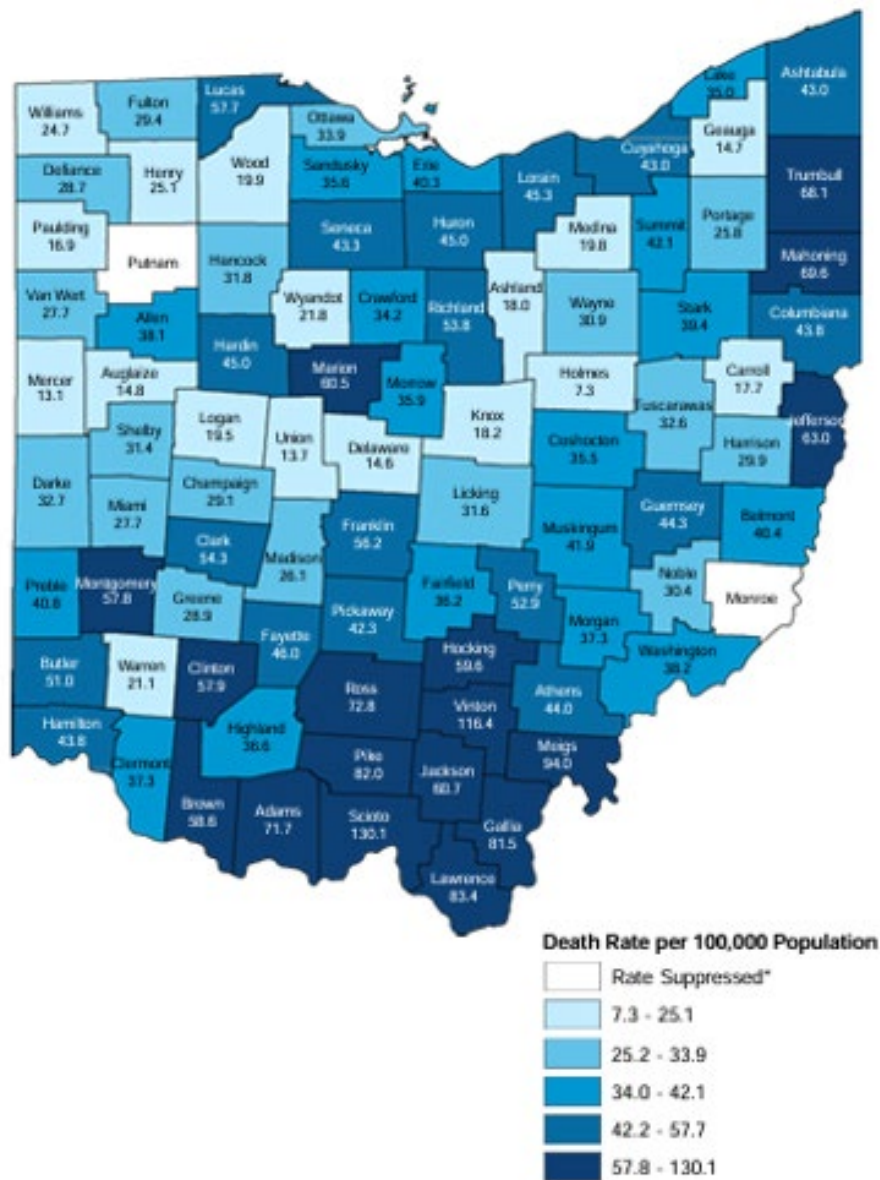 Williams
24.7
Fulton
29.4
Lucas
57.7
Ottawa
33.9
Lake
35.0
Ashtabula
43.0
Geauga
14.7
Cuyahoga
43.0
Defiance
28.7
Henry
25.1
Wood
19.9
Sandusky
35.6
Erie
40.3
Lorain
45.3
Trumbull
68.1
Paulding
16.9
Putnam
Hancock
31.8
Seneca
43.3
Huron
45.0
Medina
19.8
Summit
42.1
Portage
25.8
Mahoning
69.6
Van Wert
27.7
Allen
38.1
Wyandot
21.8
Crawford
34.2
Richland
53.8
Ashland
18.0
Wayne
30.9
Stark
39.4
Columbiana
43.8
Hardin
45.0
Marion
60.5
Morrow
35.9
Mercer
13.1
Auglaize
14.8
Holmes
7.3
Carroll
17.7
Tuscarawas
32.6
Jefferson
63.0
Logan
19.5
Union
13.7
Delaware
14.6
Knox
18.2
Coshocton
35.5
Harrison
29.9
Shelby
31.4
Darke
32.7
Miami
27.7
Champaign
29.1
Licking
31.6
Guernsey
44.3
Belmont
40.4
Clark
54.3
Franklin
56.2
Muskingum
41.9
Madison
26.1
Preble
40.8
Montgomery
57.8
Greene
28.9
Fairfield
36.2
Perry
52.9
Noble
30.4
Monroe
Fayette
46.0
Pickaway
42.3
Morgan
37.3
Butler
51.0
Warren
21.1
Clinton
57.9
Hocking
59.6
Washington
38.2
Ross
72.8
Vinton
116.4
Athens
44.0
Hamilton
43.8
Highland
36.6
Clermont
37.3
Pike
82.0
Jackson
60.7
Meigs
94.0
Brown
58.6
Adams
71.7
Scioto
130.1
Gallia
81.5
Lawrence
83.4
Death Rate per 100,000 Population
Rate Suppressed*
7.3 - 25.1
25.2 - 33.9
34.0 - 42.1
42.2 - 57.7
57.8 - 130.1